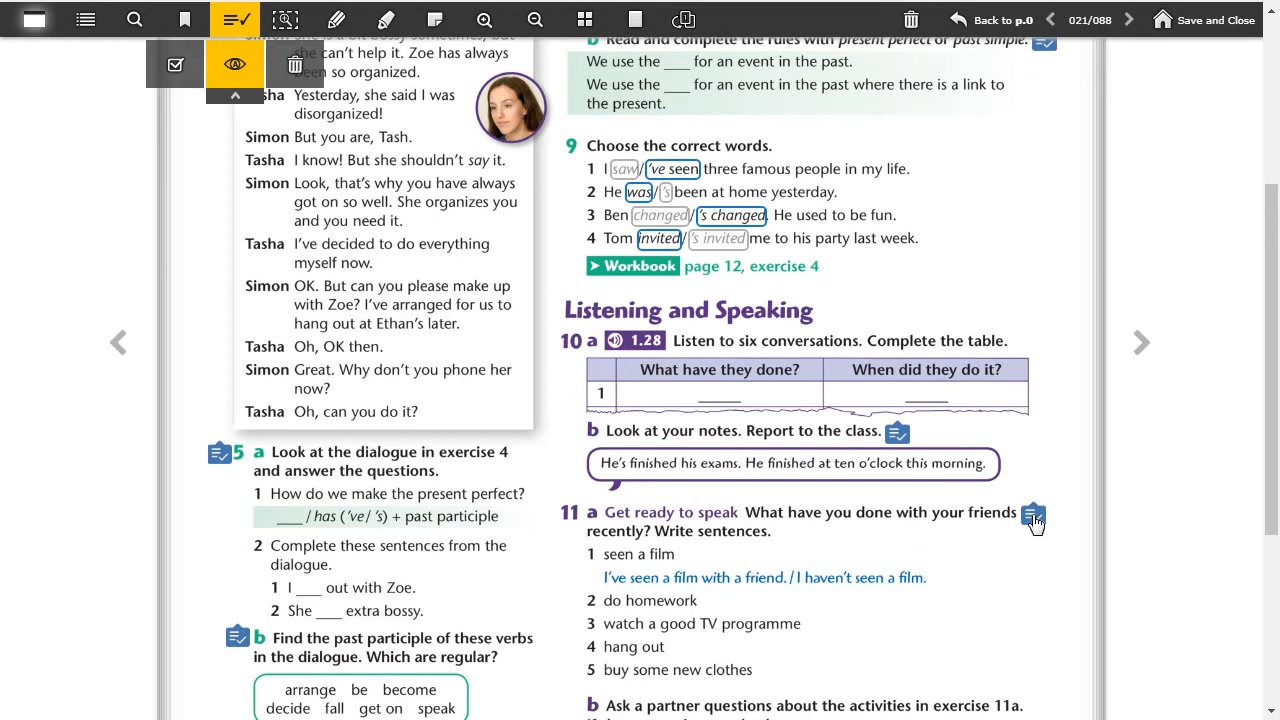 Back to p.0
021/088
Save and Close
Simon She is a bit bossy sometimes, but
she can't help it. Zoe has always
been so organized.
Tasha Yesterday, she said I was
disorganized!
Simon But you are, Tash.
Tasha I know! But she shouldn't say it.
Simon Look, that's why you have always
got on so well. She organizes you
and you need it.
Tasha I've decided to do everything
myself now.
Simon OK. But can you please make up
with Zoe? I've arranged for us to
hang out at Ethan's later.
Tasha Oh, OK then.
Simon Great. Why don't you phone her
now?
Tasha Oh, can you do it?
5 a Look at the dialogue in exercise 4
and answer the questions.
1 How do we make the present perfect?
___ / has ('ve / 's) + past participle
2 Complete these sentences from the
dialogue.
1 I ___ out with Zoe.
2 She ___ extra bossy.
b Find the past participle of these verbs
in the dialogue. Which are regular?
arrange be become
decide fall get on speak
b Read and complete the rules with present perfect or past simple.
We use the ___ for an event in the past.
We use the ___ for an event in the past where there is a link to
the present.
9 Choose the correct words.
1 I saw / 've seen three famous people in my life.
2 He was / 's been at home yesterday.
3 Ben changed / 's changed. He used to be fun.
4 Tom invited / 's invited me to his party last week.
➤ Workbook page 12, exercise 4
Listening and Speaking
10 a 1.28 Listen to six conversations. Complete the table.
What have they done? When did they do it?
1 ___ ___
b Look at your notes. Report to the class.
He's finished his exams. He finished at ten o'clock this morning.
11 a Get ready to speak What have you done with your friends
recently? Write sentences.
1 seen a film
I've seen a film with a friend. / I haven't seen a film.
2 do homework
3 watch a good TV programme
4 hang out
5 buy some new clothes
b Ask a partner questions about the activities in exercise 11a.